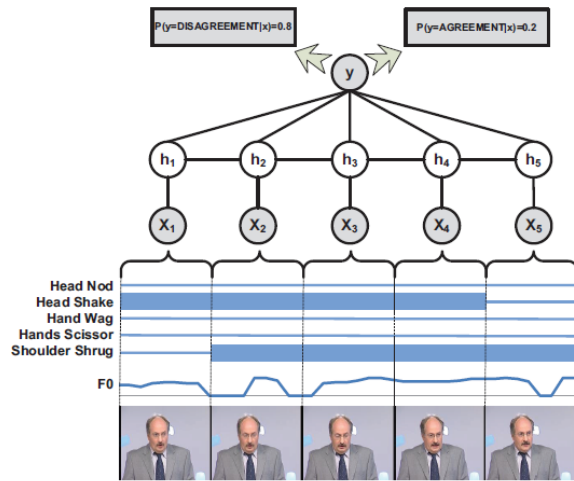 P(y=DISAGREEMENT|x)=0.8
P(y=AGREEMENT|x)=0.2
y
h1 h2 h3 h4 h5
X1 X2 X3 X4 X5
Head Nod
Head Shake
Hand Wag
Hands Scissor
Shoulder Shrug
F0